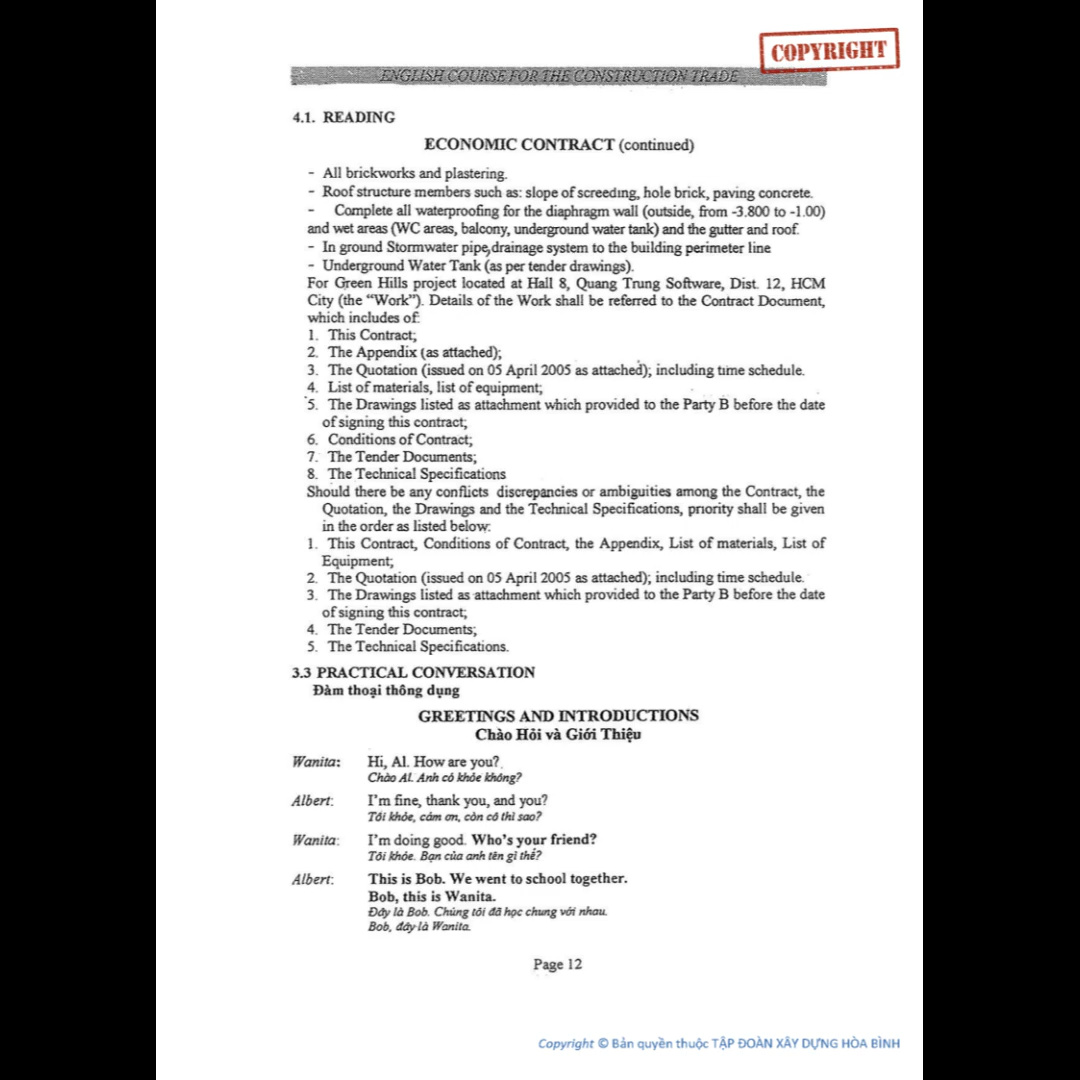 COPYRIGHT
ENGLISH COURSE FOR THE CONSTRUCTION TRADE
4.1. READING
ECONOMIC CONTRACT (continued)
- All brickworks and plastering.
- Roof structure members such as: slope of screeding, hole brick, paving concrete.
- Complete all waterproofing for the diaphragm wall (outside, from -3.800 to -1.00)
and wet areas (WC areas, balcony, underground water tank) and the gutter and roof.
- In ground Stormwater pipe, drainage system to the building perimeter line
- Underground Water Tank (as per tender drawings).
For Green Hills project located at Hall 8, Quang Trung Software, Dist. 12, HCM
City (the “Work”). Details of the Work shall be referred to the Contract Document,
which includes of:
1. This Contract;
2. The Appendix (as attached);
3. The Quotation (issued on 05 April 2005 as attached); including time schedule.
4. List of materials, list of equipment;
5. The Drawings listed as attachment which provided to the Party B before the date
of signing this contract;
6. Conditions of Contract;
7. The Tender Documents;
8. The Technical Specifications
Should there be any conflicts discrepancies or ambiguities among the Contract, the
Quotation, the Drawings and the Technical Specifications, priority shall be given
in the order as listed below:
1. This Contract, Conditions of Contract, the Appendix, List of materials, List of
Equipment;
2. The Quotation (issued on 05 April 2005 as attached); including time schedule.
3. The Drawings listed as attachment which provided to the Party B before the date
of signing this contract;
4. The Tender Documents;
5. The Technical Specifications.
3.3 PRACTICAL CONVERSATION
Đàm thoại thông dụng
GREETINGS AND INTRODUCTIONS
Chào Hỏi và Giới Thiệu
Wanita: Hi, Al. How are you?
Chào Al. Anh có khỏe không?
Albert: I'm fine, thank you, and you?
Tôi khỏe, cảm ơn, còn cô thì sao?
Wanita: I'm doing good. Who's your friend?
Tôi khỏe. Bạn của anh tên gì thế?
Albert: This is Bob. We went to school together.
Bob, this is Wanita.
Đây là Bob. Chúng tôi đã học chung với nhau.
Bob, đây là Wanita.
Page 12
Copyright © Bản quyền thuộc TẬP ĐOÀN XÂY DỰNG HÒA BÌNH